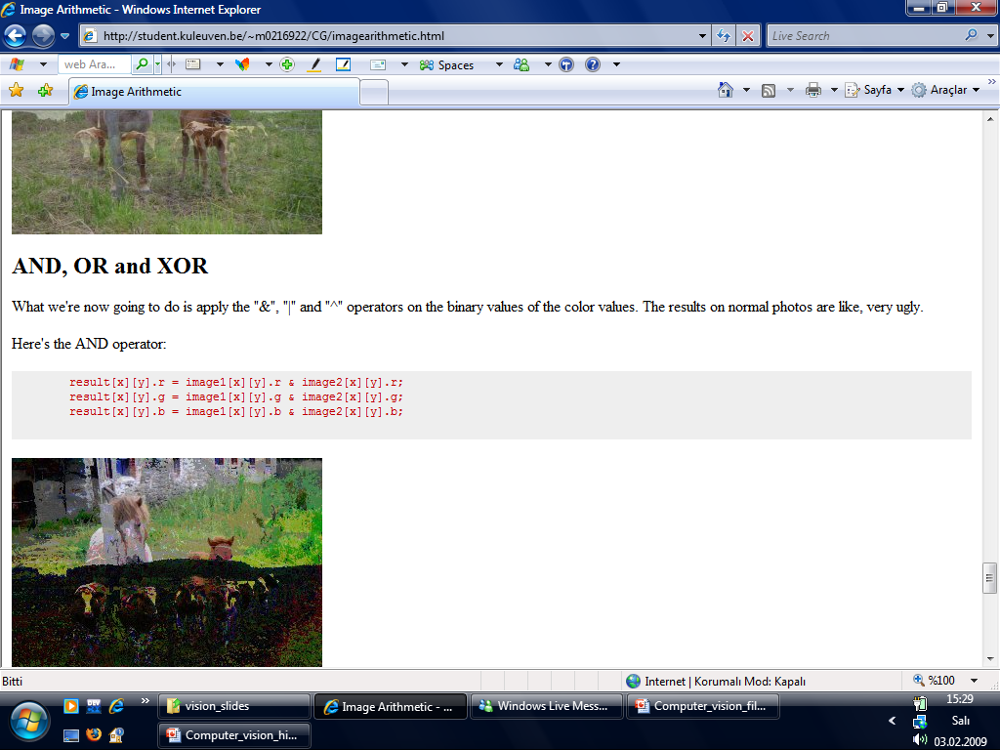 Image Arithmetic - Windows Internet Explorer
http://student.kuleuven.be/~m0216922/CG/imagearithmetic.html
Live Search
web Ara...
Spaces
Image Arithmetic
Sayfa
Araçlar
AND, OR and XOR
What we're now going to do is apply the "&", "|" and "^" operators on the binary values of the color values. The results on normal photos are like, very ugly.
Here's the AND operator:
result[x][y].r = image1[x][y].r & image2[x][y].r;
result[x][y].g = image1[x][y].g & image2[x][y].g;
result[x][y].b = image1[x][y].b & image2[x][y].b;
Bitti
Internet | Korumalı Mod: Kapalı
%100
vision_slides
Image Arithmetic - ...
Windows Live Mess...
Computer_vision_fil...
15:29
Computer_vision_hi...
Salı
03.02.2009